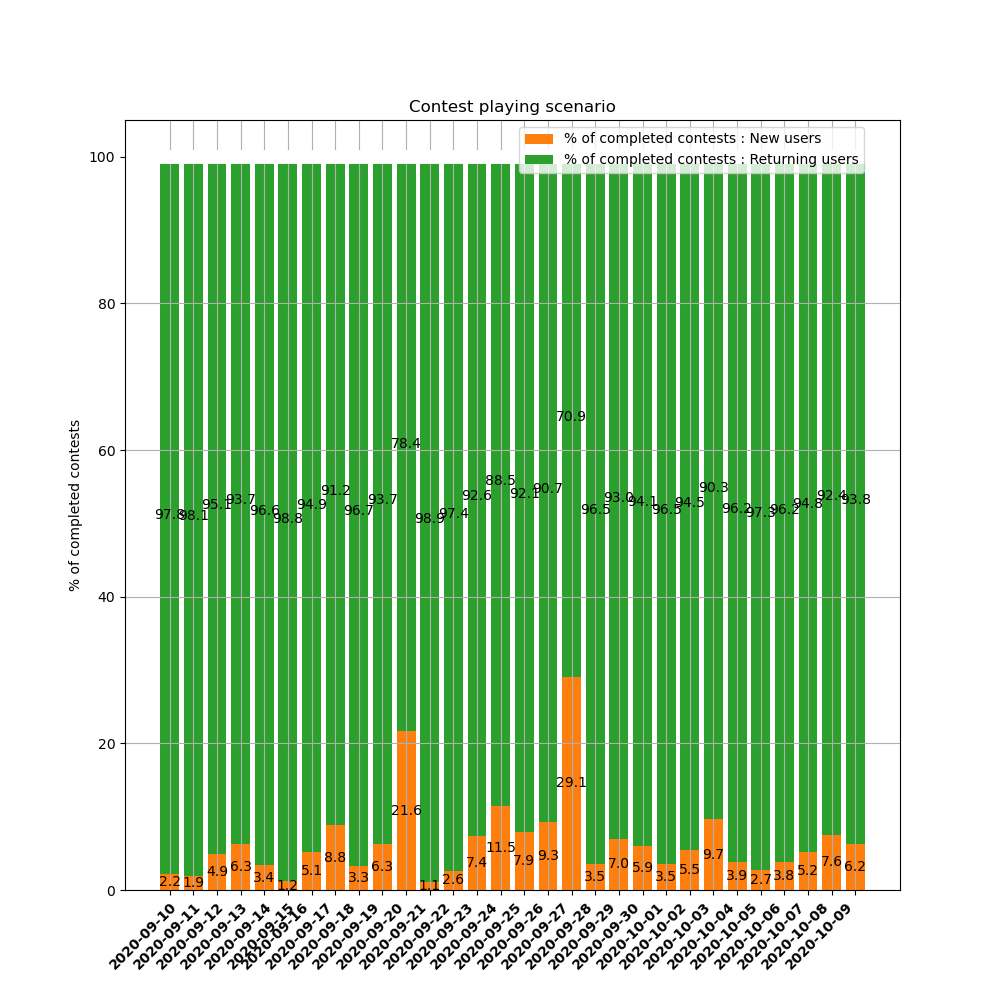 Contest playing scenario
% of completed contests : New users
% of completed contests : Returning users
% of completed contests
100
80
60
40
20
0
97.8 98.1 95.1 93.7 96.6 98.8 94.9 91.2 96.7 93.7 78.4 98.9 97.4 92.6 88.5 92.1 90.7 70.9 96.5 93.0 94.1 96.5 94.5 90.3 96.2 97.3 96.2 94.8 92.4 93.8
2.2 1.9 4.9 6.3 3.4 1.2 5.1 8.8 3.3 6.3 21.6 1.1 2.6 7.4 11.5 7.9 9.3 29.1 3.5 7.0 5.9 3.5 5.5 9.7 3.9 2.7 3.8 5.2 7.6 6.2
2020-09-10 2020-09-11 2020-09-12 2020-09-13 2020-09-14 2020-09-15 2020-09-16 2020-09-17 2020-09-18 2020-09-19 2020-09-20 2020-09-21 2020-09-22 2020-09-23 2020-09-24 2020-09-25 2020-09-26 2020-09-27 2020-09-28 2020-09-29 2020-09-30 2020-10-01 2020-10-02 2020-10-03 2020-10-04 2020-10-05 2020-10-06 2020-10-07 2020-10-08 2020-10-09